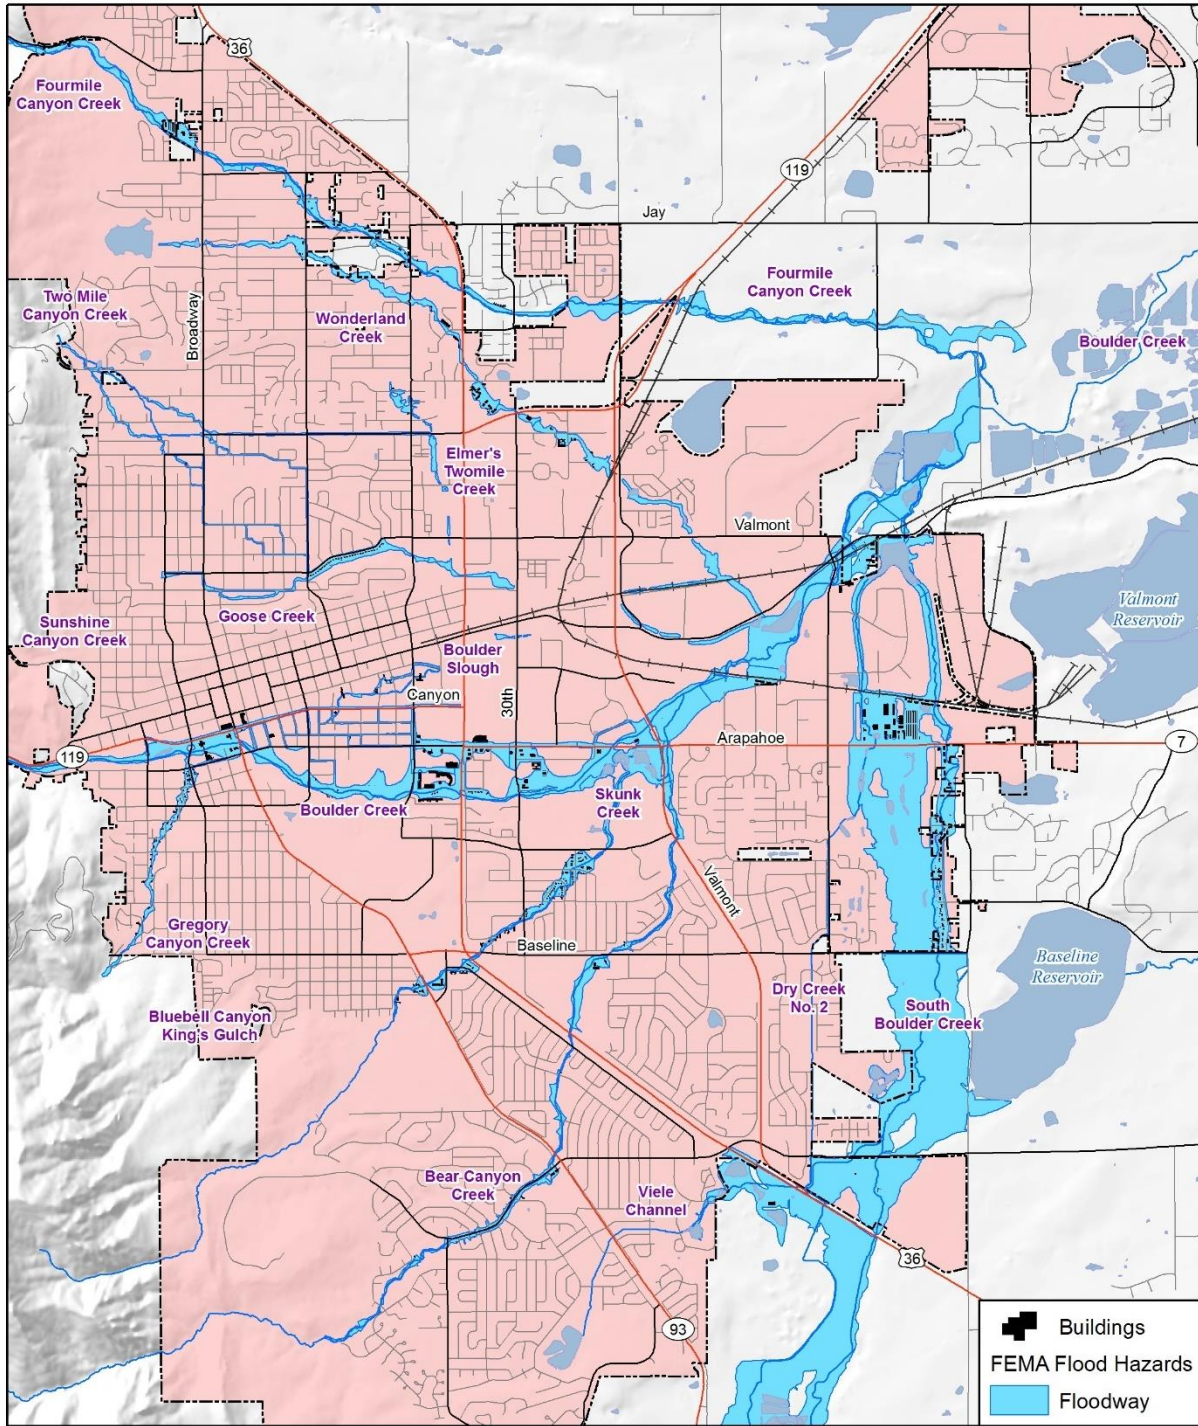 36
Fourmile
Canyon Creek
119
Jay
Fourmile
Canyon Creek
Two Mile
Canyon Creek
Broadway
Wonderland
Creek
Boulder Creek
Elmer's
Twomile
Creek
Valmont
Goose Creek
Sunshine
Canyon Creek
Boulder
Slough
Valmont
Reservoir
Canyon
30th
Arapahoe
7
119
Boulder Creek
Skunk
Creek
Valmont
Gregory
Canyon Creek
Baseline
Baseline
Reservoir
Bluebell Canyon
King's Gulch
Dry Creek
No. 2
South
Boulder Creek
Bear Canyon
Creek
Viele
Channel
36
93
Buildings
FEMA Flood Hazards
Floodway